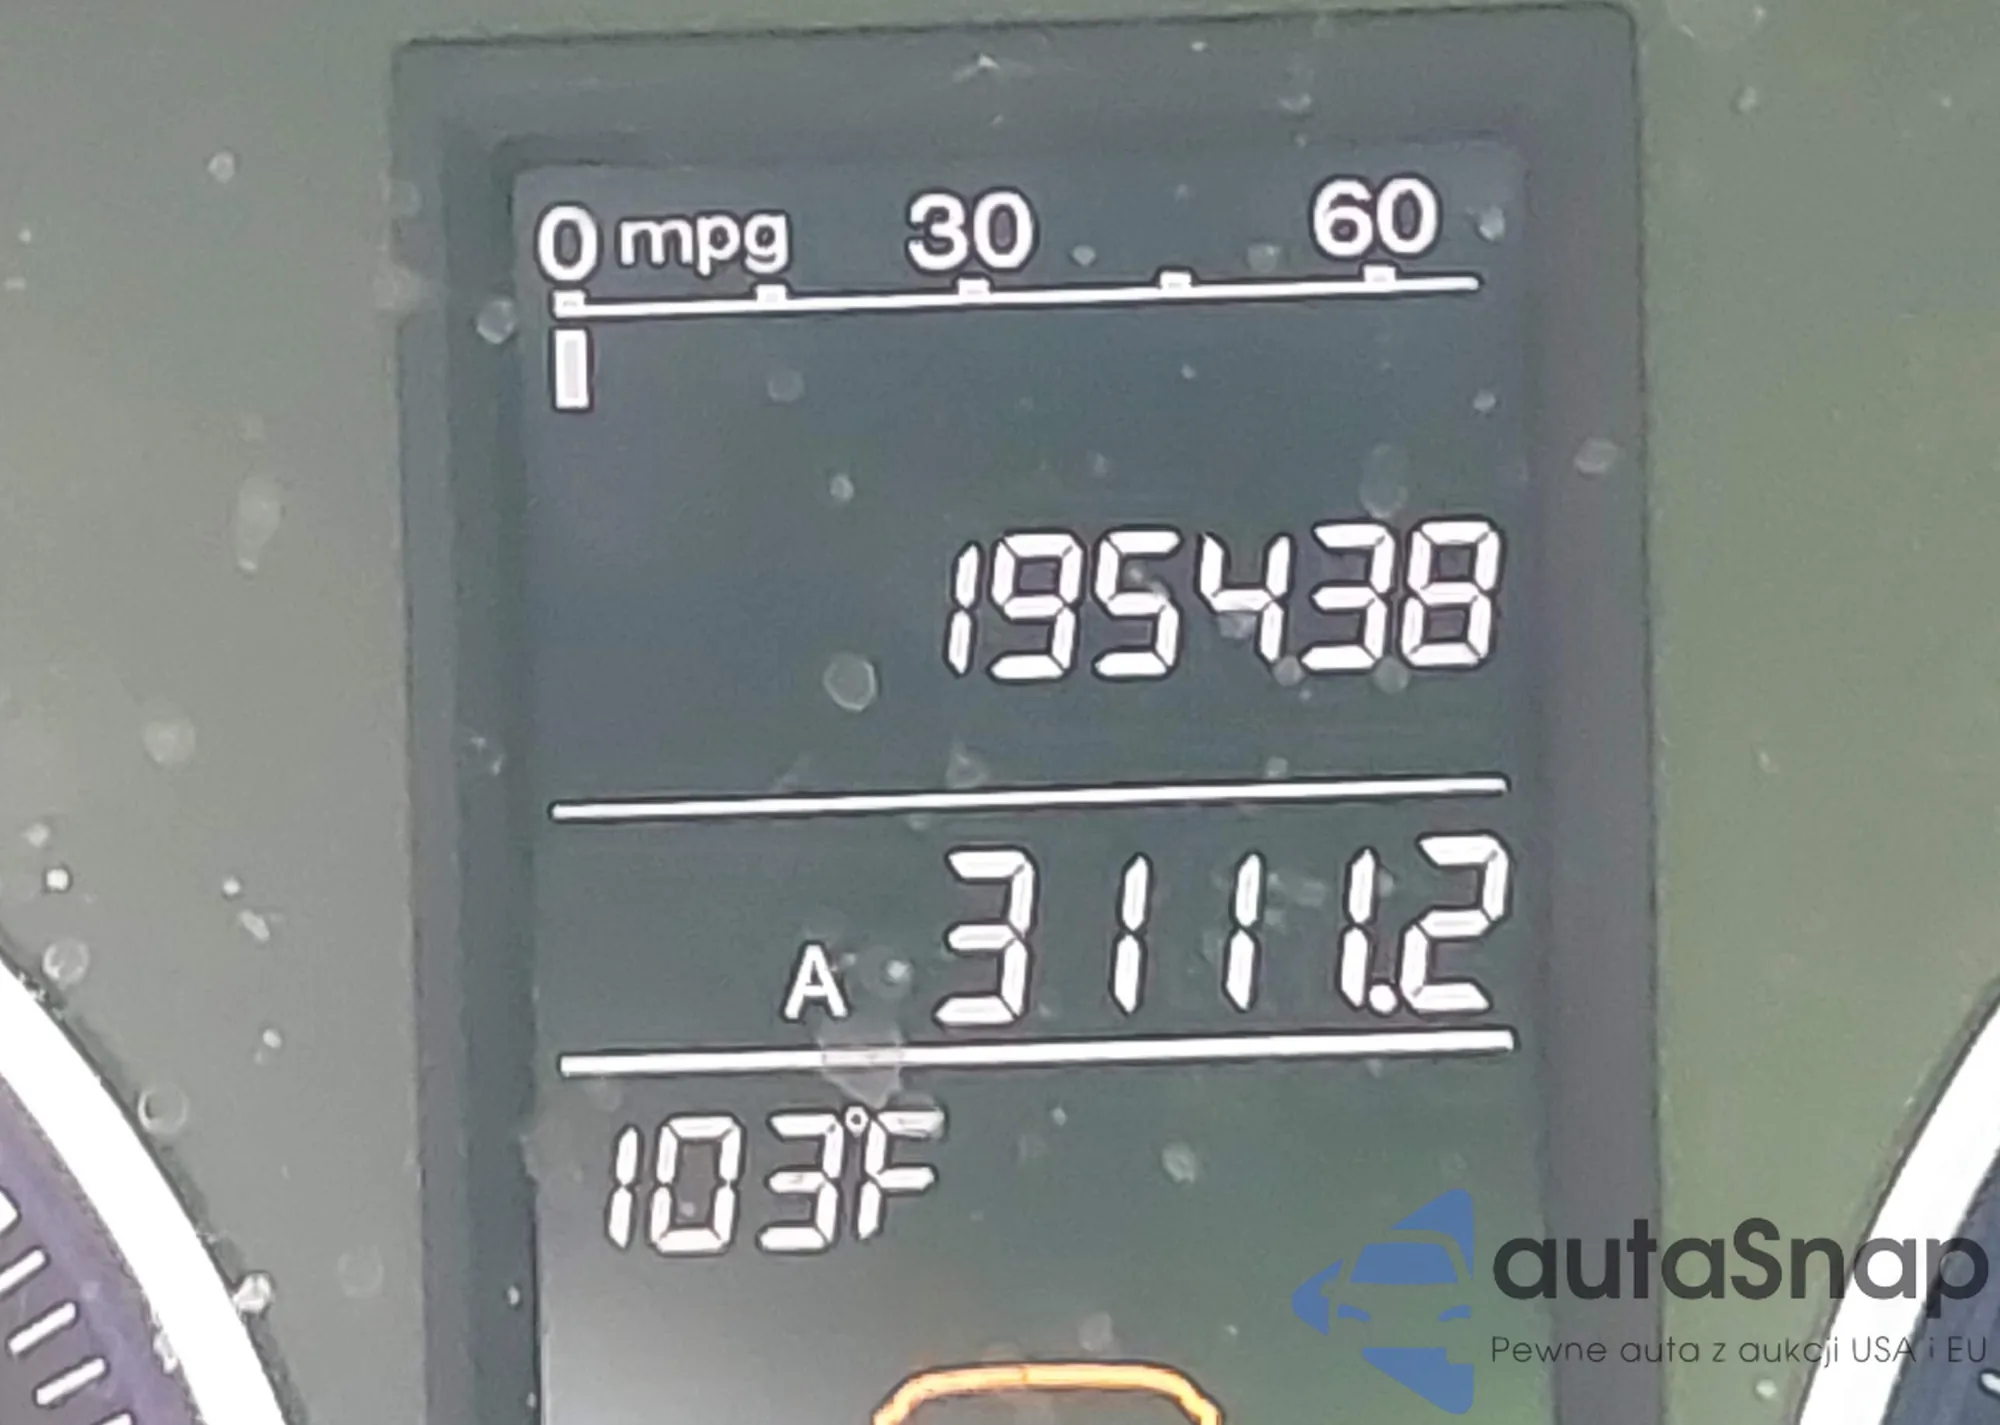 0 mpg 30 60
195438
A 3111.2
103°F
autaSnap
Pewne auta z aukcji USA i EU